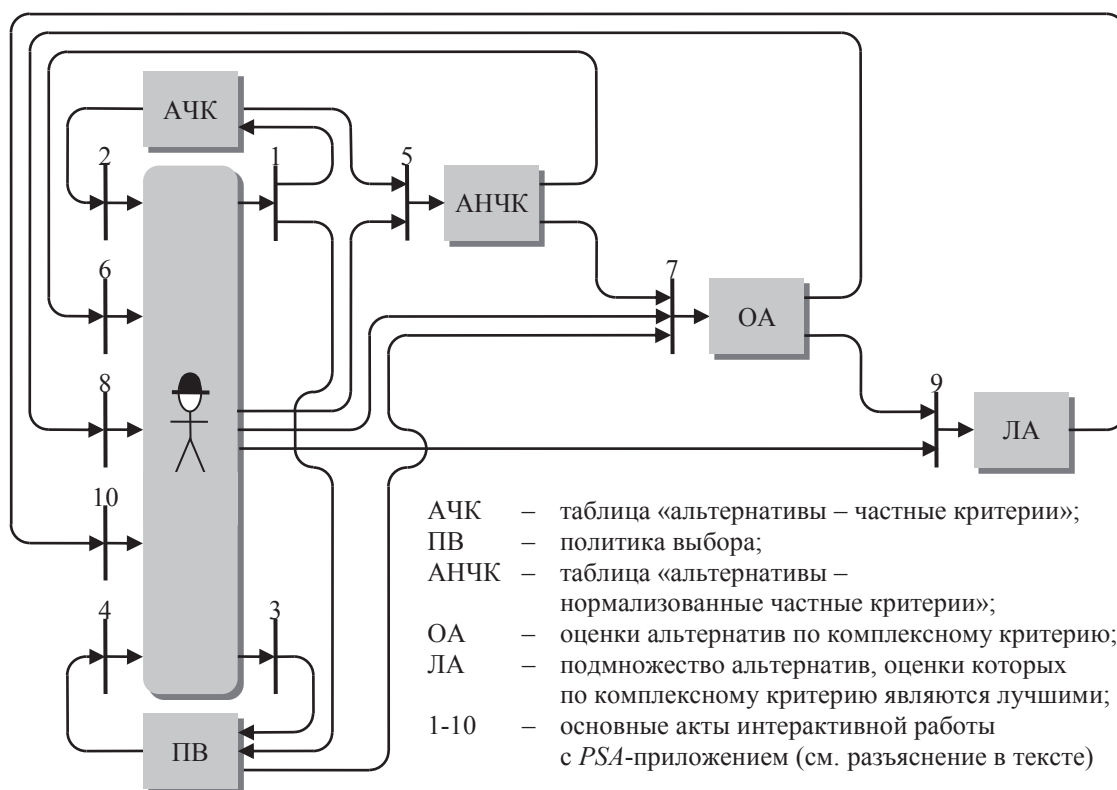 АЧК
2
1
5
АНЧК
6
7
ОА
8
9
ЛА
10
4
3
ПВ
АЧК – таблица «альтернативы – частные критерии»;
ПВ – политика выбора;
АНЧК – таблица «альтернативы –
нормализованные частные критерии»;
ОА – оценки альтернатив по комплексному критерию;
ЛА – подмножество альтернатив, оценки которых
по комплексному критерию являются лучшими;
1-10 – основные акты интерактивной работы
с PSA-приложением (см. разъяснение в тексте)